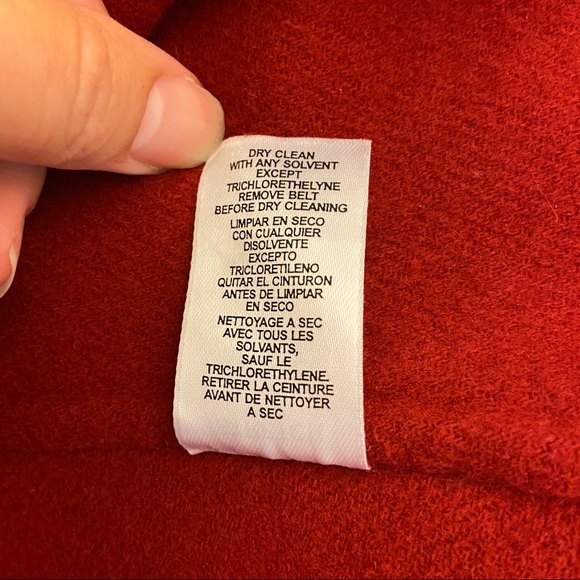 DRY CLEAN
WITH ANY SOLVENT
EXCEPT
TRICHLORETHELYNE
REMOVE BELT
BEFORE DRY CLEANING
LIMPIAR EN SECO
CON CUALQUIER
DISOLVENTE
EXCEPTO
TRICLORETILENO
QUITAR EL CINTURON
ANTES DE LIMPIAR
EN SECO
NETTOYAGE A SEC
AVEC TOUS LES
SOLVANTS,
SAUF LE
TRICHLORETHYLENE.
RETIRER LA CEINTURE
AVANT DE NETTOYER
A SEC